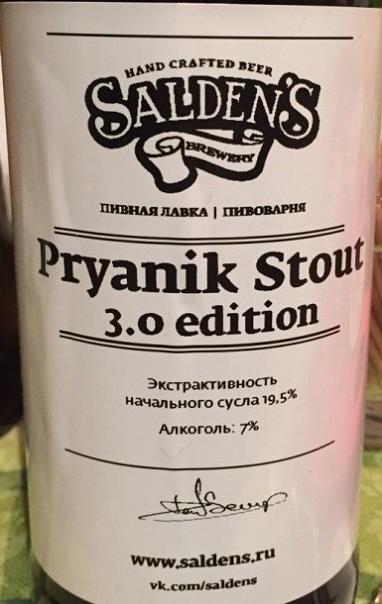 HAND CRAFTED BEER
SALDEN'S
BREWERY
ПИВНАЯ ЛАВКА | ПИВОВАРНЯ
Pryanik Stout
3.0 edition
Экстрактивность
начального сусла 19,5%
Алкоголь: 7%
www.saldens.ru
vk.com/saldens